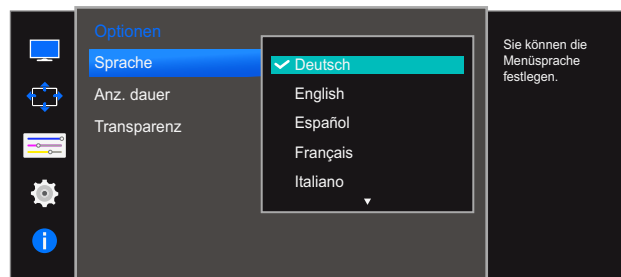 Optionen
Sprache
Anz. dauer
Transparenz
Deutsch
English
Español
Français
Italiano
Sie können die
Menüsprache
festlegen.